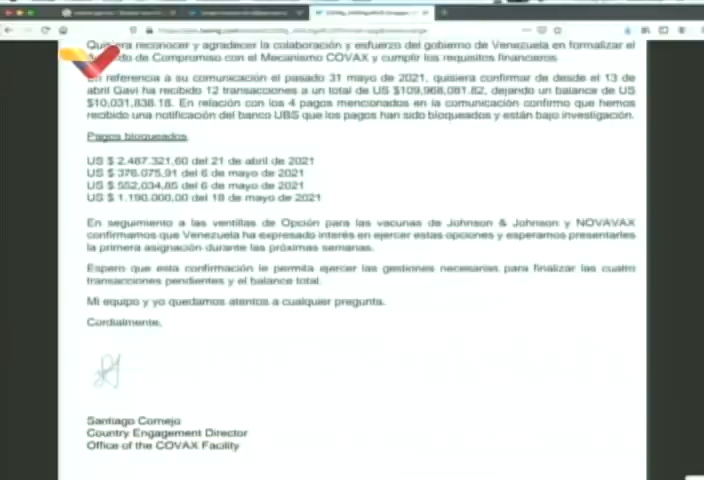 Quisiera reconocer y agradecer la colaboración y esfuerzo del gobierno de Venezuela en formalizar el
de Compromiso con el Mecanismo COVAX y cumplir los requisitos financieros
En referencia a su comunicación el pasado 31 mayo de 2021, quisiera confirmar de desde el 13 de
abril Gavi ha recibido 12 transacciones a un total de US $109,968,081.82, dejando un balance de US
$10,031,838.18. En relación con los 4 pagos mencionados en la comunicación confirmo que hemos
recibido una notificación del banco UBS que los pagos han sido bloqueados y están bajo investigación.
Pagos bloqueados
US $ 2.487.321,60 del 21 de abril de 2021
US $ 376.075,91 del 6 de mayo de 2021
US $ 552,034,85 del 6 de mayo de 2021
US $ 1.190.000,00 del 18 de mayo de 2021
En seguimiento a las ventillas de Opción para las vacunas de Johnson & Johnson y NOVAVAX
confirmamos que Venezuela ha expresado interés en ejercer estas opciones y esperamos presentarles
la primera asignación durante las próximas semanas.
Espero que esta confirmación le permita ejercer las gestiones necesarias para finalizar las cuatro
transacciones pendientes y el balance total.
Mi equipo y yo quedamos atentos a cualquier pregunta.
Cordialmente,
Santiago Cornejo
Country Engagement Director
Office of the COVAX Facility